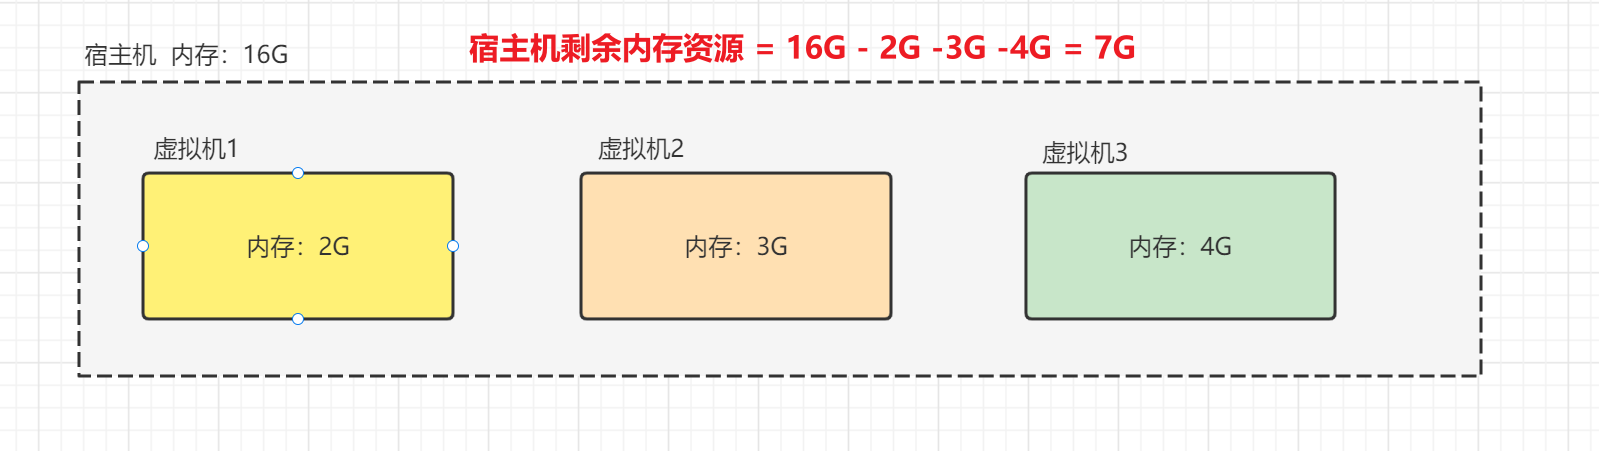 宿主机 内存：16G
宿主机剩余内存资源 = 16G - 2G -3G -4G = 7G
虚拟机1
虚拟机2
虚拟机3
内存：2G
内存：3G
内存：4G